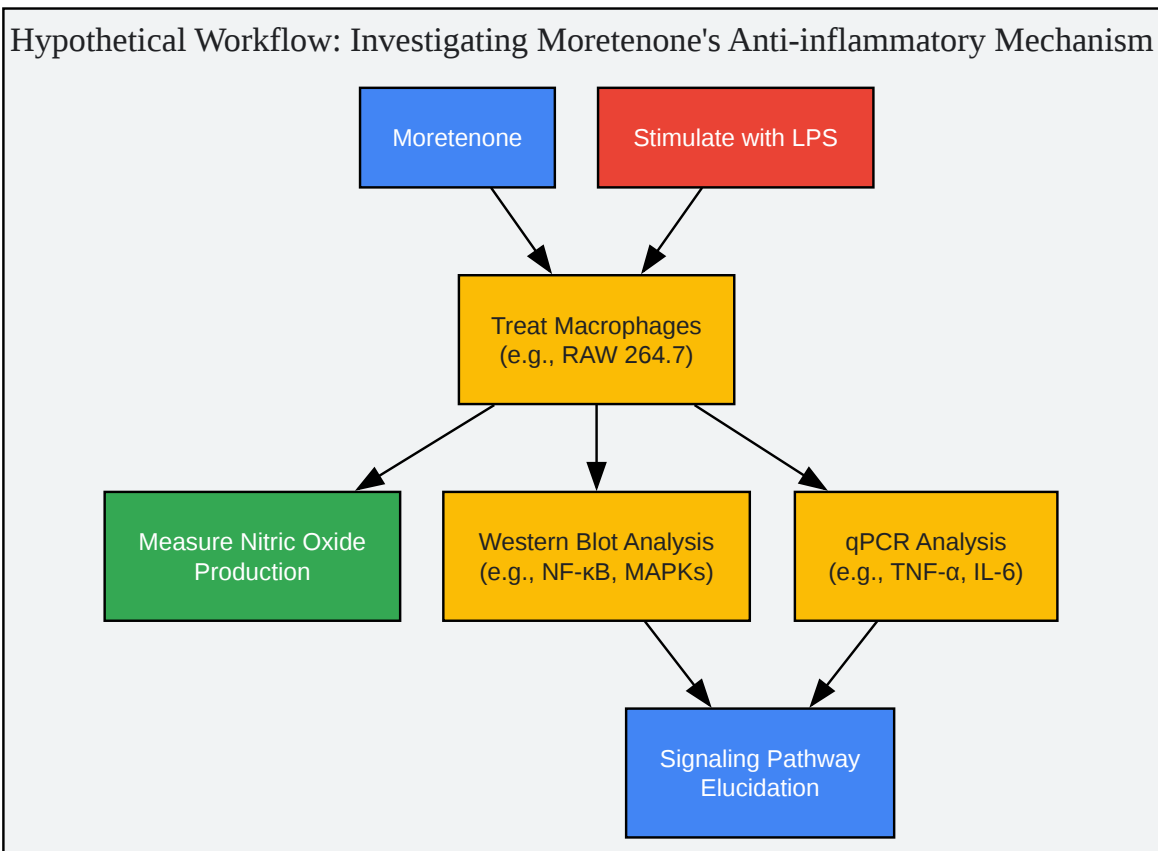 Hypothetical Workflow: Investigating Moretenone's Anti-inflammatory Mechanism
Moretenone
Stimulate with LPS
Treat Macrophages
(e.g., RAW 264.7)
Measure Nitric Oxide
Production
Western Blot Analysis
(e.g., NF-κB, MAPKs)
qPCR Analysis
(e.g., TNF-α, IL-6)
Signaling Pathway
Elucidation